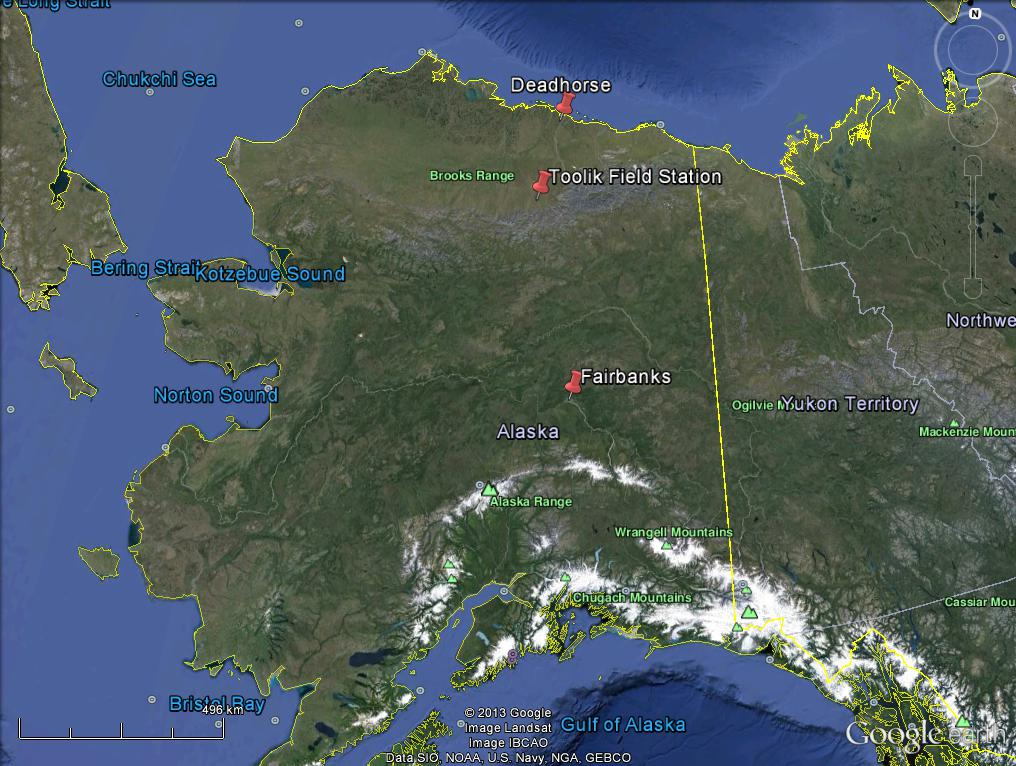 e Long Strait
N
Chukchi Sea
Deadhorse
Brooks Range
Toolik Field Station
Bering Strait
Kotzebue Sound
Northwe
Fairbanks
Norton Sound
Ogilvie Mo
Yukon Territory
Alaska
Mackenzie Moun
Alaska Range
Wrangell Mountains
Chugach Mountains
Cassiar Mou
Bristol Bay
496 km
© 2013 Google
Image Landsat
Image IBCAO
Data SIO, NOAA, U.S. Navy, NGA, GEBCO
Gulf of Alaska
Google earth